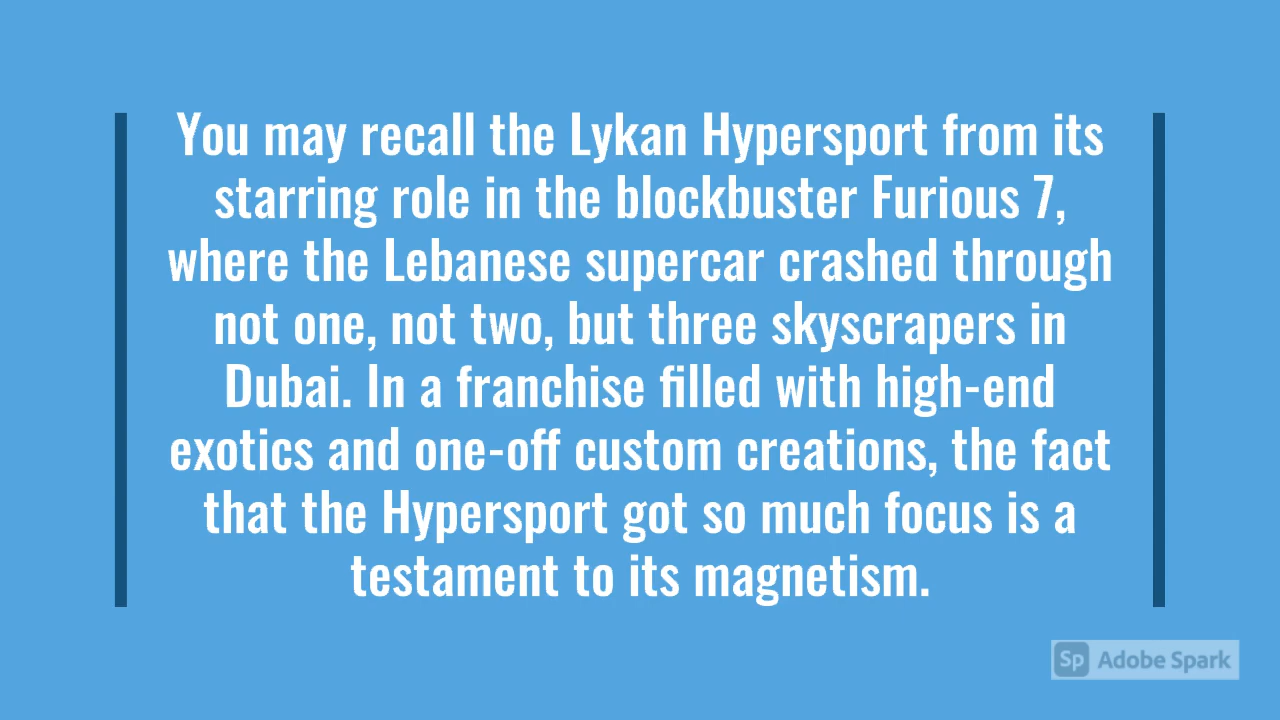 You may recall the Lykan Hypersport from its
starring role in the blockbuster Furious 7,
where the Lebanese supercar crashed through
not one, not two, but three skyscrapers in
Dubai. In a franchise filled with high-end
exotics and one-off custom creations, the fact
that the Hypersport got so much focus is a
testament to its magnetism.
Sp Adobe Spark